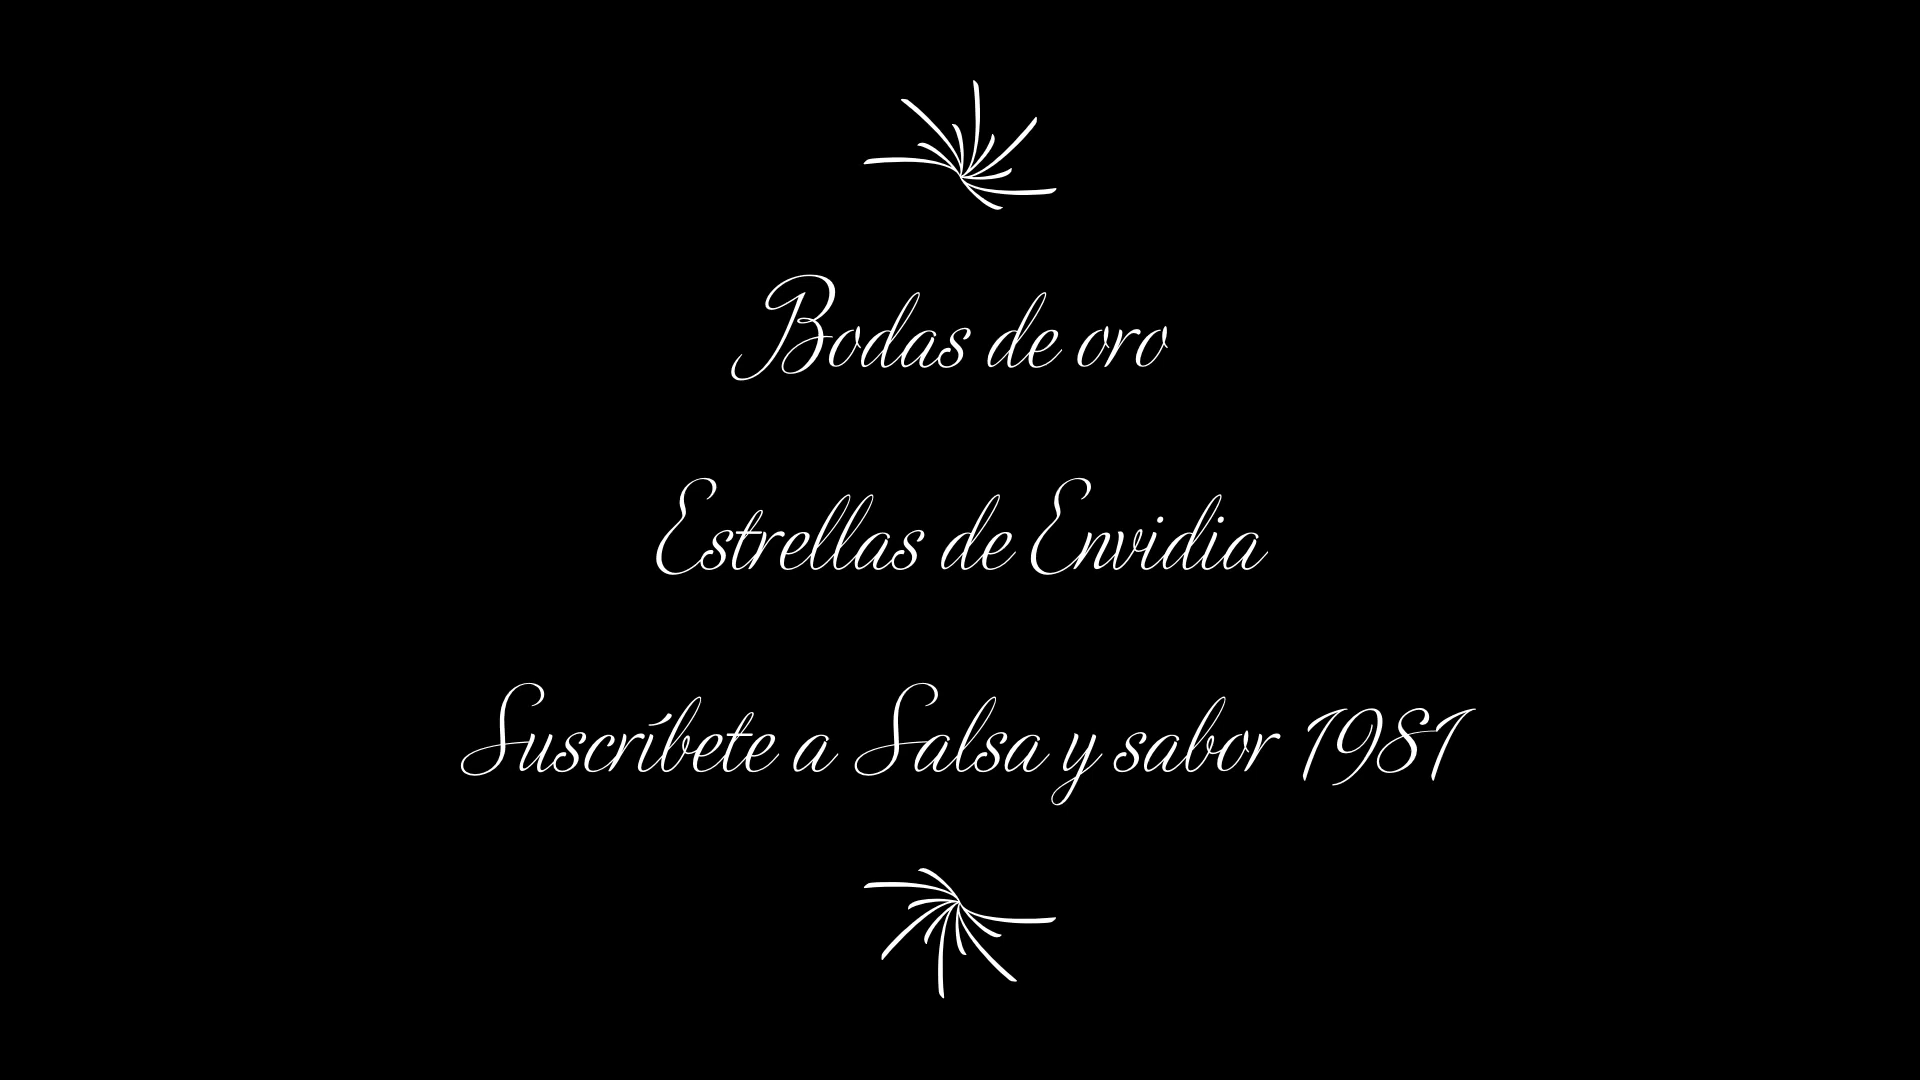 Bodas de oro
Estrellas de Envidia
Suscríbete a Salsa y sabor 1981